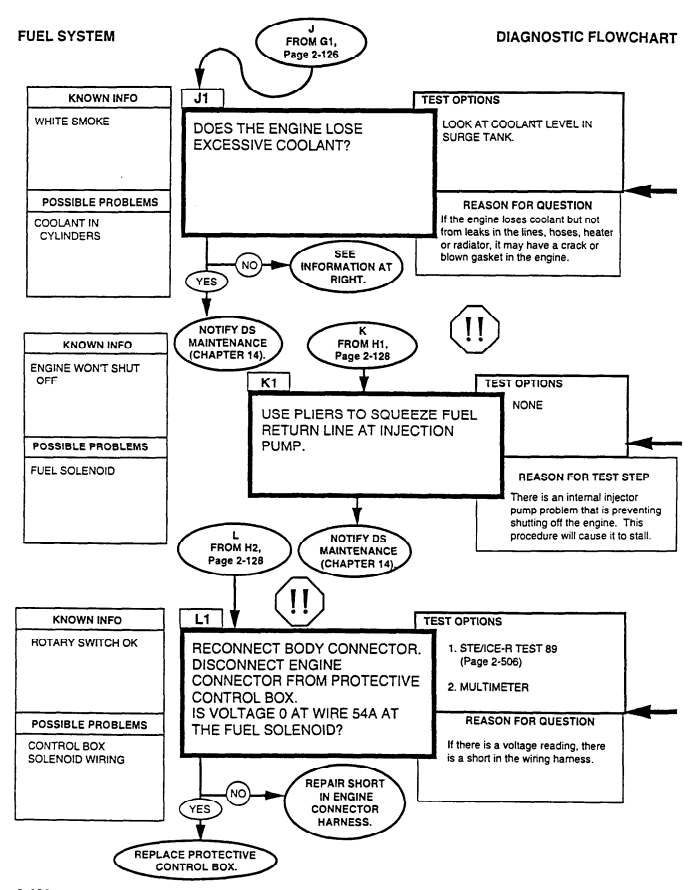 FUEL SYSTEM
DIAGNOSTIC FLOWCHART
J
FROM G1,
Page 2-126
KNOWN INFO
WHITE SMOKE
POSSIBLE PROBLEMS
COOLANT IN
CYLINDERS
J1
DOES THE ENGINE LOSE
EXCESSIVE COOLANT?
TEST OPTIONS
LOOK AT COOLANT LEVEL IN
SURGE TANK.
REASON FOR QUESTION
If the engine loses coolant but not
from leaks in the lines, hoses, heater
or radiator, it may have a crack or
blown gasket in the engine.
NO
SEE
INFORMATION AT
RIGHT.
YES
NOTIFY DS
MAINTENANCE
(CHAPTER 14).
K
FROM H1,
Page 2-128
!!
KNOWN INFO
ENGINE WON'T SHUT
OFF
POSSIBLE PROBLEMS
FUEL SOLENOID
K1
USE PLIERS TO SQUEEZE FUEL
RETURN LINE AT INJECTION
PUMP.
TEST OPTIONS
NONE
REASON FOR TEST STEP
There is an internal injector
pump problem that is preventing
shutting off the engine. This
procedure will cause it to stall.
NOTIFY DS
MAINTENANCE
(CHAPTER 14).
L
FROM H2,
Page 2-128
!!
KNOWN INFO
ROTARY SWITCH OK
POSSIBLE PROBLEMS
CONTROL BOX
SOLENOID WIRING
L1
RECONNECT BODY CONNECTOR.
DISCONNECT ENGINE
CONNECTOR FROM PROTECTIVE
CONTROL BOX.
IS VOLTAGE 0 AT WIRE 54A AT
THE FUEL SOLENOID?
TEST OPTIONS
1. STE/ICE-R TEST 89
(Page 2-506)
2. MULTIMETER
REASON FOR QUESTION
If there is a voltage reading, there
is a short in the wiring harness.
NO
REPAIR SHORT
IN ENGINE
CONNECTOR
HARNESS.
YES
REPLACE PROTECTIVE
CONTROL BOX.